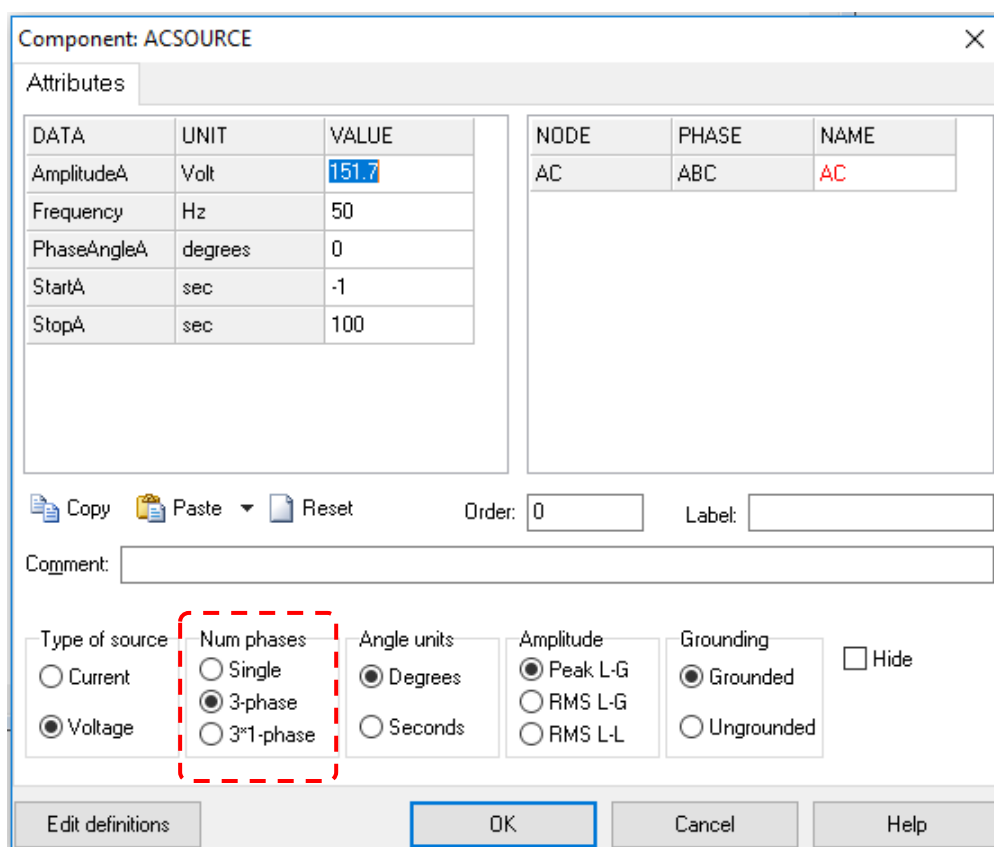 Component: ACSOURCE
Attributes
DATA UNIT VALUE
AmplitudeA Volt 151.7
Frequency Hz 50
PhaseAngleA degrees 0
StartA sec -1
StopA sec 100
NODE PHASE NAME
AC ABC AC
Copy Paste Reset Order: 0 Label:
Comment:
Type of source
Current
Voltage
Num phases
Single
3-phase
3*1-phase
Angle units
Degrees
Seconds
Amplitude
Peak L-G
RMS L-G
RMS L-L
Grounding
Grounded
Ungrounded
Hide
Edit definitions OK Cancel Help